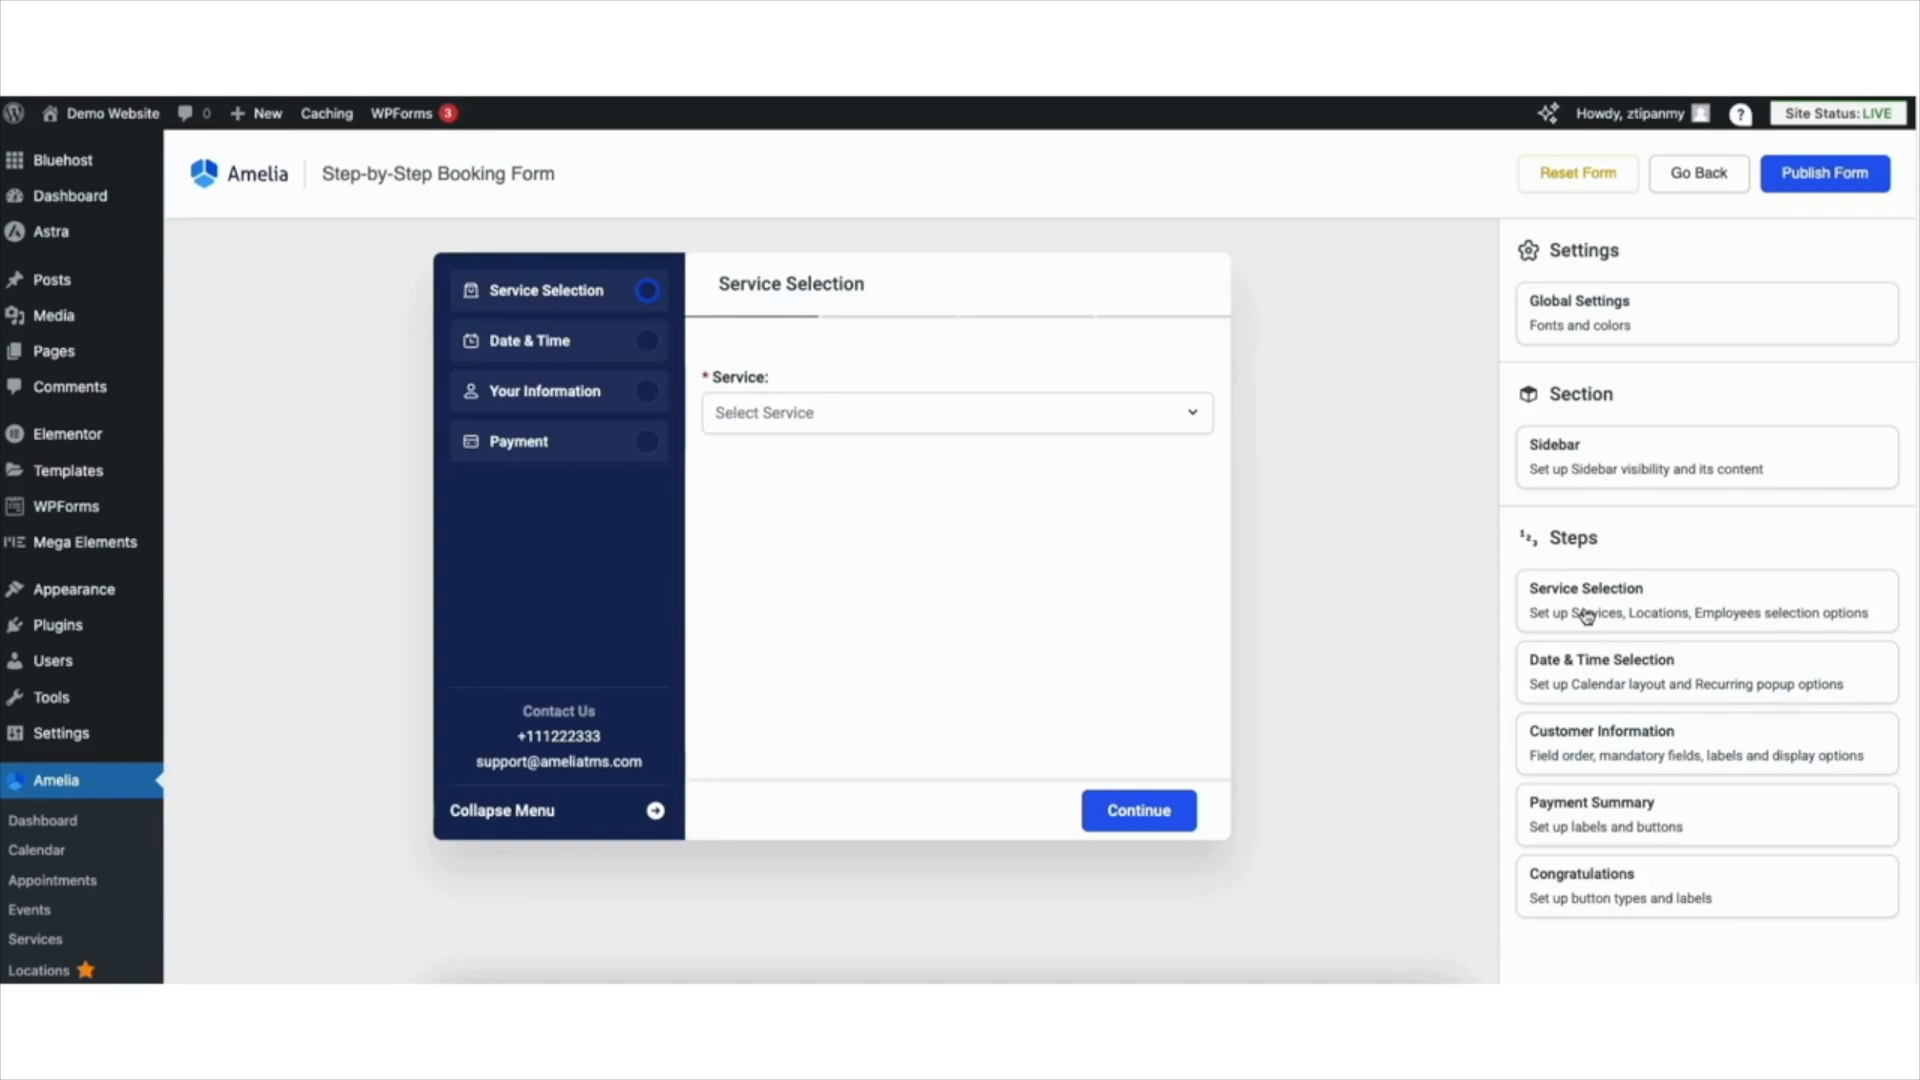 Demo Website
0
New
Caching
WPForms 3
Howdy, ztipanmy
?
Site Status: LIVE
Bluehost
Dashboard
Astra
Posts
Media
Pages
Comments
Elementor
Templates
WPForms
Mega Elements
Appearance
Plugins
Users
Tools
Settings
Amelia
Dashboard
Calendar
Appointments
Events
Services
Locations
Amelia
Step-by-Step Booking Form
Reset Form
Go Back
Publish Form
Service Selection
Date & Time
Your Information
Payment
Contact Us
+111222333
support@ameliatms.com
Collapse Menu
Service Selection
* Service:
Select Service
Continue
Settings
Global Settings
Fonts and colors
Section
Sidebar
Set up Sidebar visibility and its content
Steps
Service Selection
Set up Services, Locations, Employees selection options
Date & Time Selection
Set up Calendar layout and Recurring popup options
Customer Information
Field order, mandatory fields, labels and display options
Payment Summary
Set up labels and buttons
Congratulations
Set up button types and labels